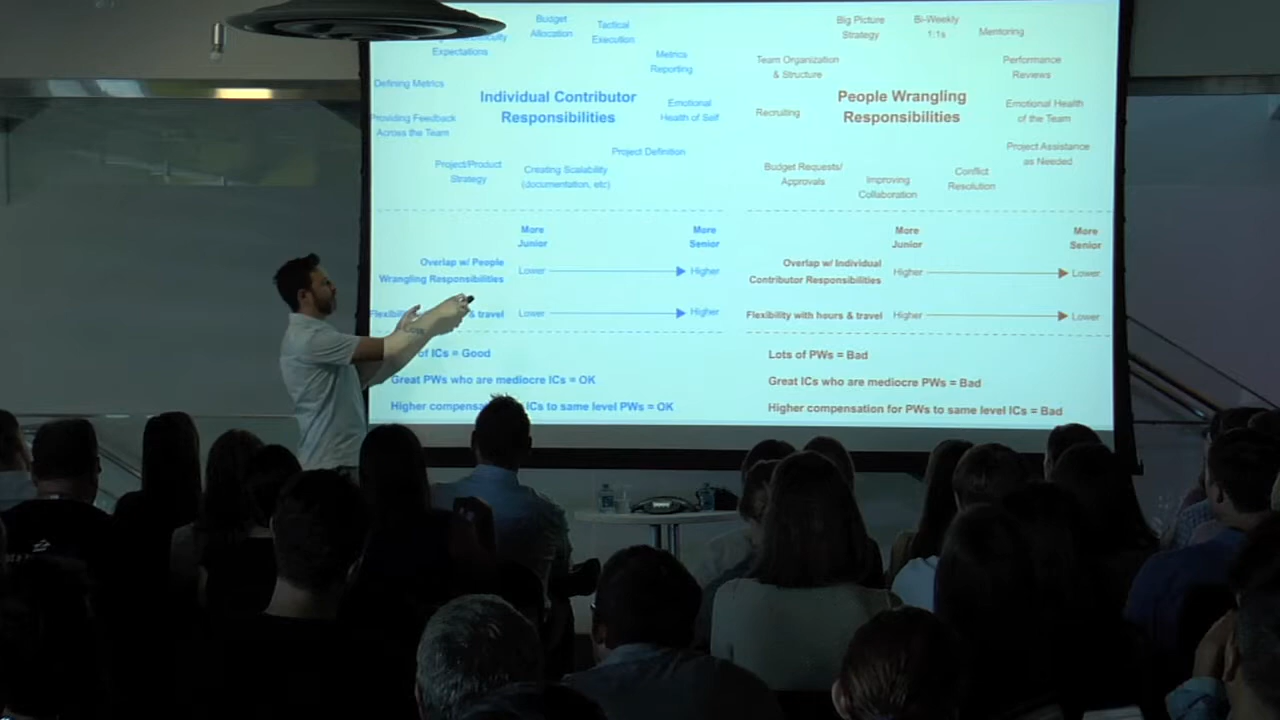 Budget
Allocation
Tactical
Execution
Expectations
Metrics
Reporting
Defining Metrics
Individual Contributor
Responsibilities
Emotional
Health of Self
Providing Feedback
Across the Team
Project Definition
Project/Product
Strategy
Creating Scalability
(documentation, etc)
More
Junior
More
Senior
Overlap w/ People
Wrangling Responsibilities
Lower
Higher
& travel
Lower
Higher
of ICs = Good
Great PWs who are mediocre ICs = OK
Higher compensation ICs to same level PWs = OK
Big Picture
Strategy
Bi-Weekly
1:1s
Mentoring
Team Organization
& Structure
Performance
Reviews
People Wrangling
Responsibilities
Recruiting
Emotional Health
of the Team
Project Assistance
as Needed
Budget Requests/
Approvals
Improving
Collaboration
Conflict
Resolution
More
Junior
More
Senior
Overlap w/ Individual
Contributor Responsibilities
Higher
Lower
Flexibility with hours & travel
Higher
Lower
Lots of PWs = Bad
Great ICs who are mediocre PWs = Bad
Higher compensation for PWs to same level ICs = Bad